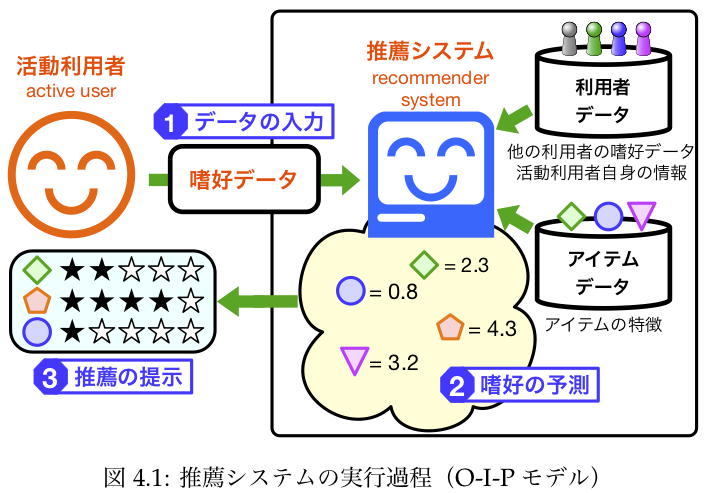 活動利用者
active user
1 データの入力
嗜好データ
推薦システム
recommender
system
利用者
データ
他の利用者の嗜好データ
活動利用者自身の情報
アイテム
データ
アイテムの特徴
= 2.3
= 0.8
= 4.3
= 3.2
2 嗜好の予測
★★☆☆☆
★★★★☆
★☆☆☆☆
3 推薦の提示
図 4.1: 推薦システムの実行過程（O-I-P モデル）